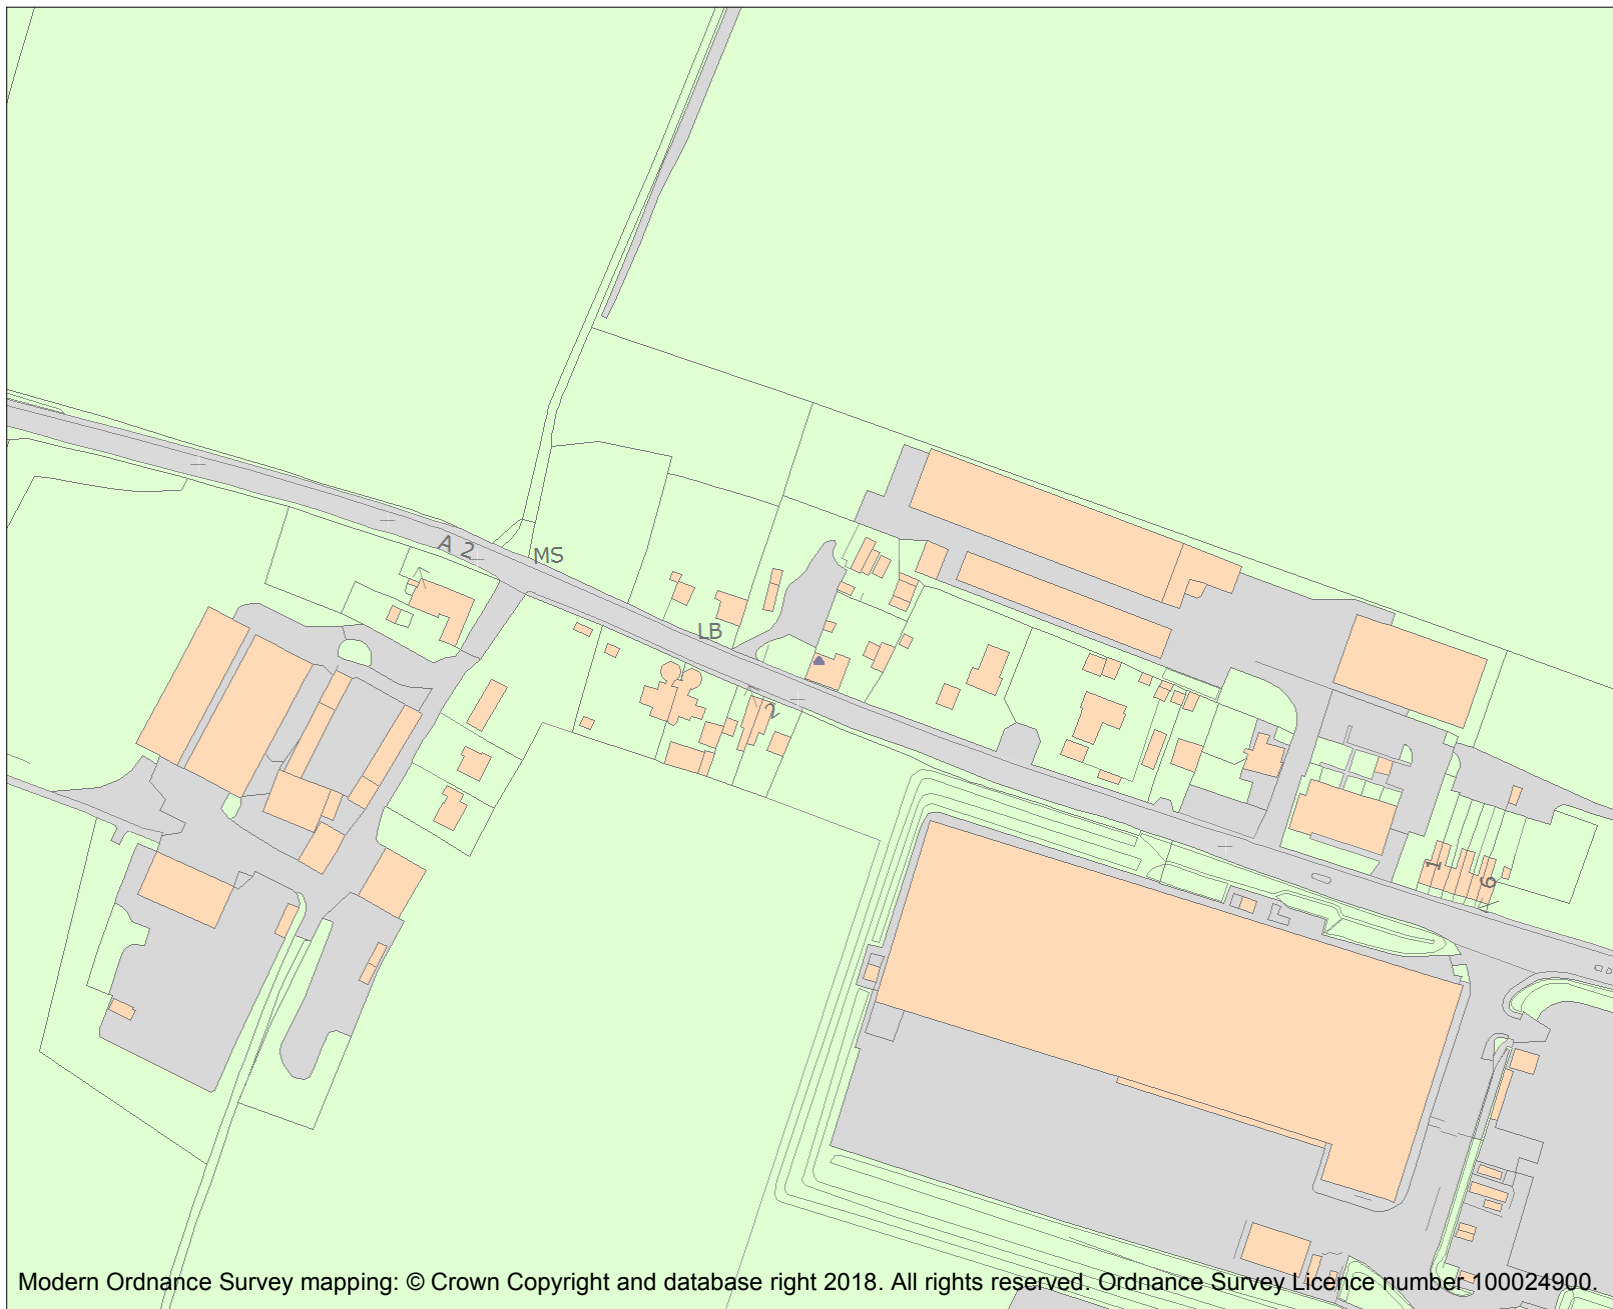 A 2
MS
LB
2
1
6
Modern Ordnance Survey mapping: © Crown Copyright and database right 2018. All rights reserved. Ordnance Survey Licence number 100024900.